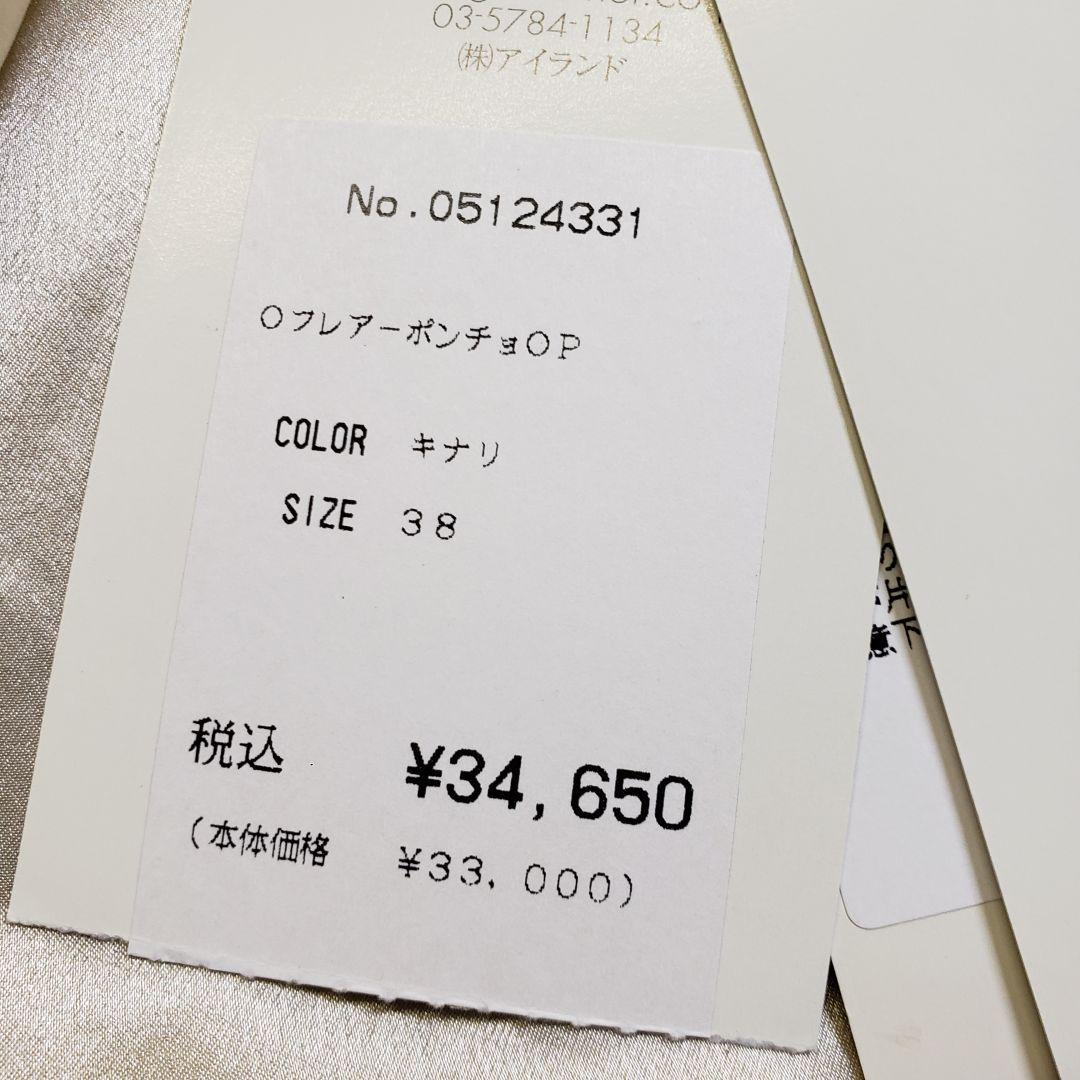 03-5784-1134
㈱アイランド
No.05124331
○フレアーポンチョOP
COLOR キナリ
SIZE 38
税込 ¥34,650
(本体価格 ¥33,000)